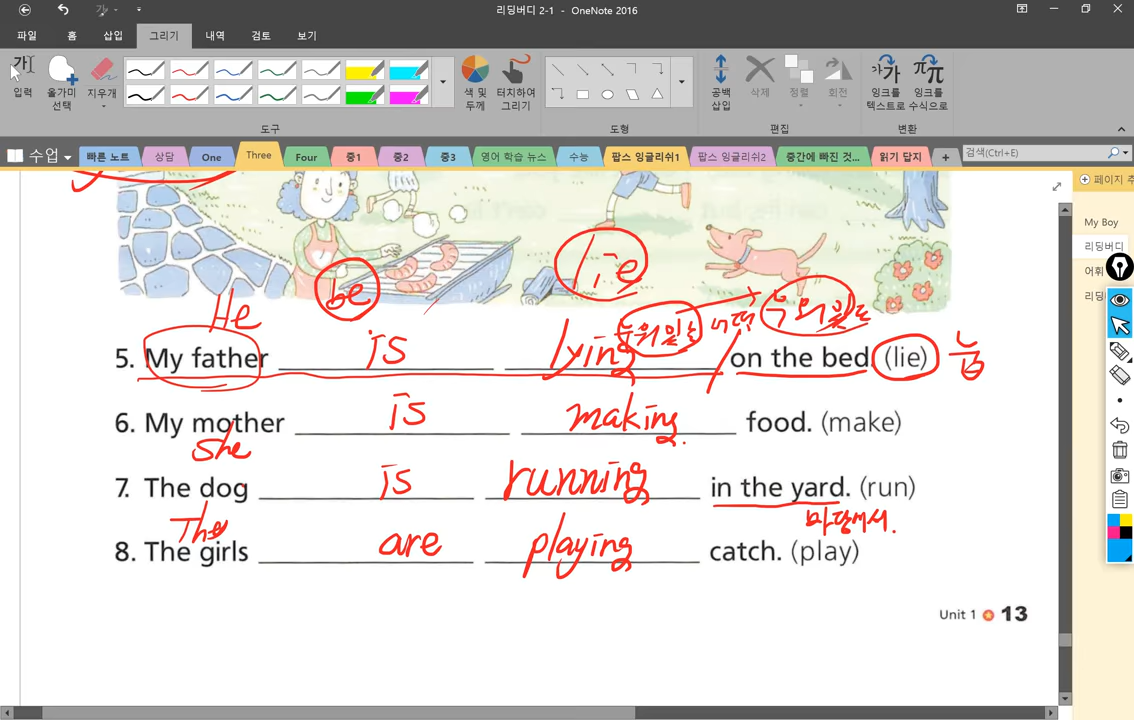 리딩버디 2-1 - OneNote 2016
파일 홈 삽입 그리기 내역 검토 보기
입력 올가미 선택 지우개 색 및 두께 터치하여 그리기 공백 삽입 삭제 정렬 회전 잉크를 텍스트로 잉크를 수식으로
도구 도형 편집 변환
수업 빠른 노트 상담 One Three Four 중1 중2 중3 영어 학습 뉴스 수능 팝스 잉글리쉬1 팝스 잉글리쉬2 중간에 빠진 것... 읽기 답지 + 검색(Ctrl+E)
페이지 추
My Boy
리딩버디
어휘
리딩
be lie
He
5. My father is lying on the bed. (lie) 눕
6. My mother is making food. (make)
She
7. The dog is running in the yard. (run)
마당에서.
8. The girls are playing catch. (play)
Unit 1 13